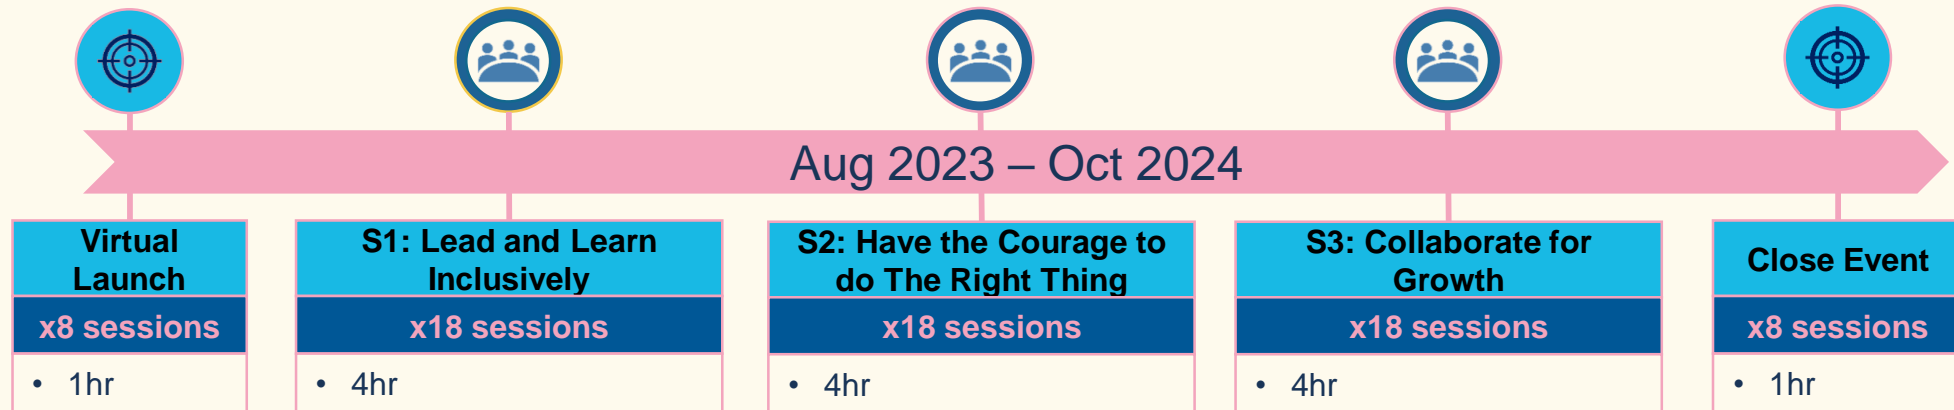 Aug 2023 – Oct 2024
Virtual
Launch
x8 sessions
• 1hr
S1: Lead and Learn
Inclusively
x18 sessions
• 4hr
S2: Have the Courage to
do The Right Thing
x18 sessions
• 4hr
S3: Collaborate for
Growth
x18 sessions
• 4hr
Close Event
x8 sessions
• 1hr